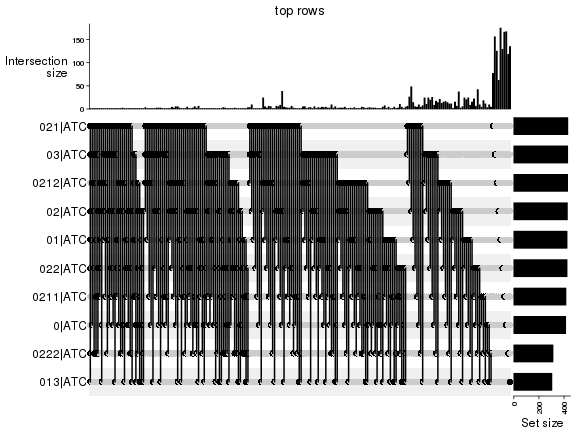 top rows
150
100
50
0
Intersection
size
021|ATC
03|ATC
0212|ATC
02|ATC
01|ATC
022|ATC
0211|ATC
0|ATC
0222|ATC
013|ATC
0
200
400
Set size